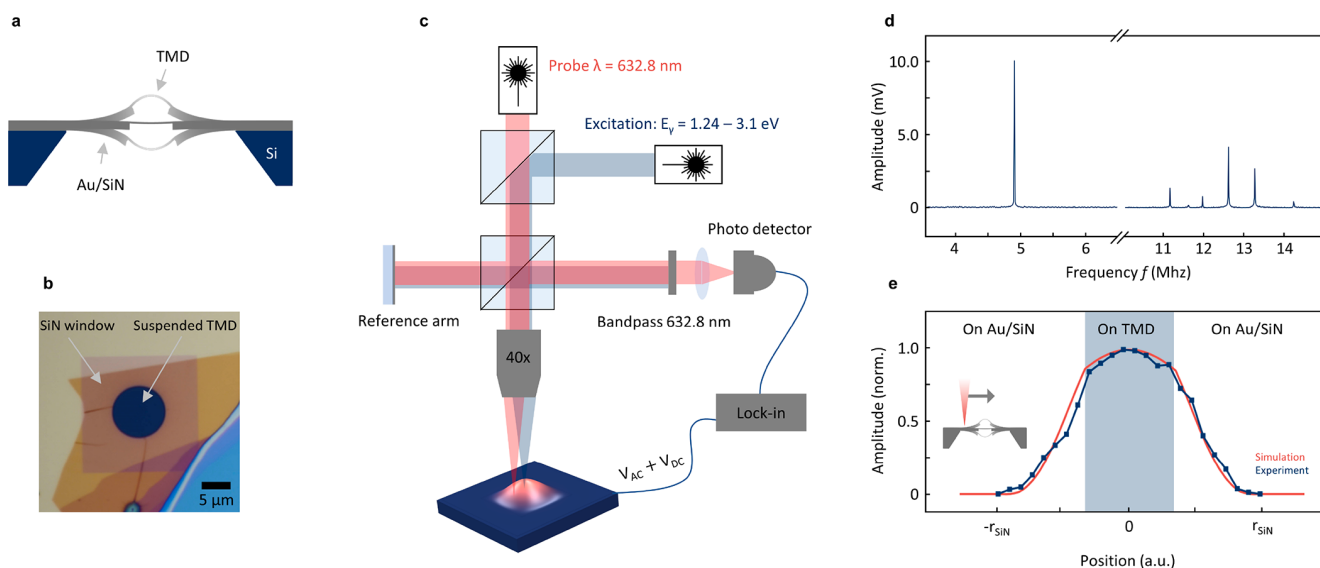 a
TMD
Si
Au/SiN
b
SiN window
Suspended TMD
5 µm
c
Probe λ = 632.8 nm
Excitation: Eγ = 1.24 – 3.1 eV
Photo detector
Reference arm
Bandpass 632.8 nm
40x
Lock-in
VAC + VDC
d
Amplitude (mV)
10.0
5.0
0
4
5
6
11
12
13
14
Frequency f (Mhz)
e
On Au/SiN
On TMD
On Au/SiN
Amplitude (norm.)
1.0
0.5
0
Simulation
Experiment
-rSiN
0
rSiN
Position (a.u.)